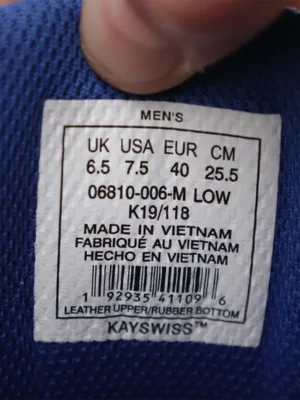 MEN'S
UK USA EUR CM
6.5 7.5 40 25.5
06810-006-M LOW
K19/118
MADE IN VIETNAM
FABRIQUÉ AU VIETNAM
HECHO EN VIETNAM
1 92935 41109 6
LEATHER UPPER/RUBBER BOTTOM
KAYSWISS™